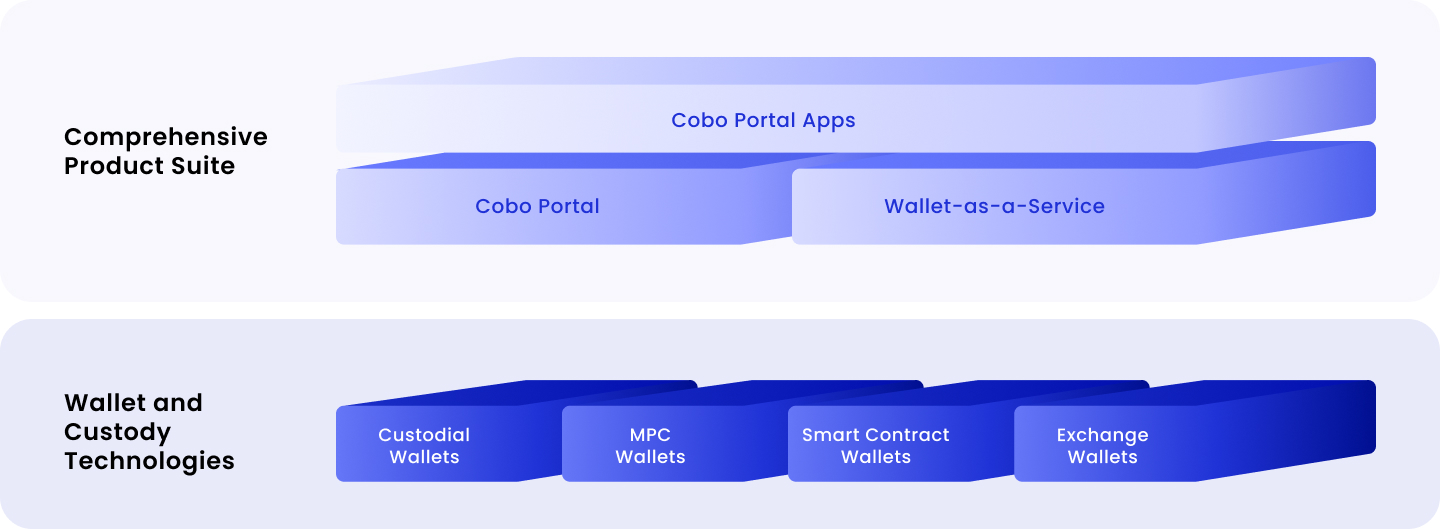 Comprehensive
Product Suite
Cobo Portal Apps
Cobo Portal
Wallet-as-a-Service
Wallet and
Custody
Technologies
Custodial
Wallets
MPC
Wallets
Smart Contract
Wallets
Exchange
Wallets